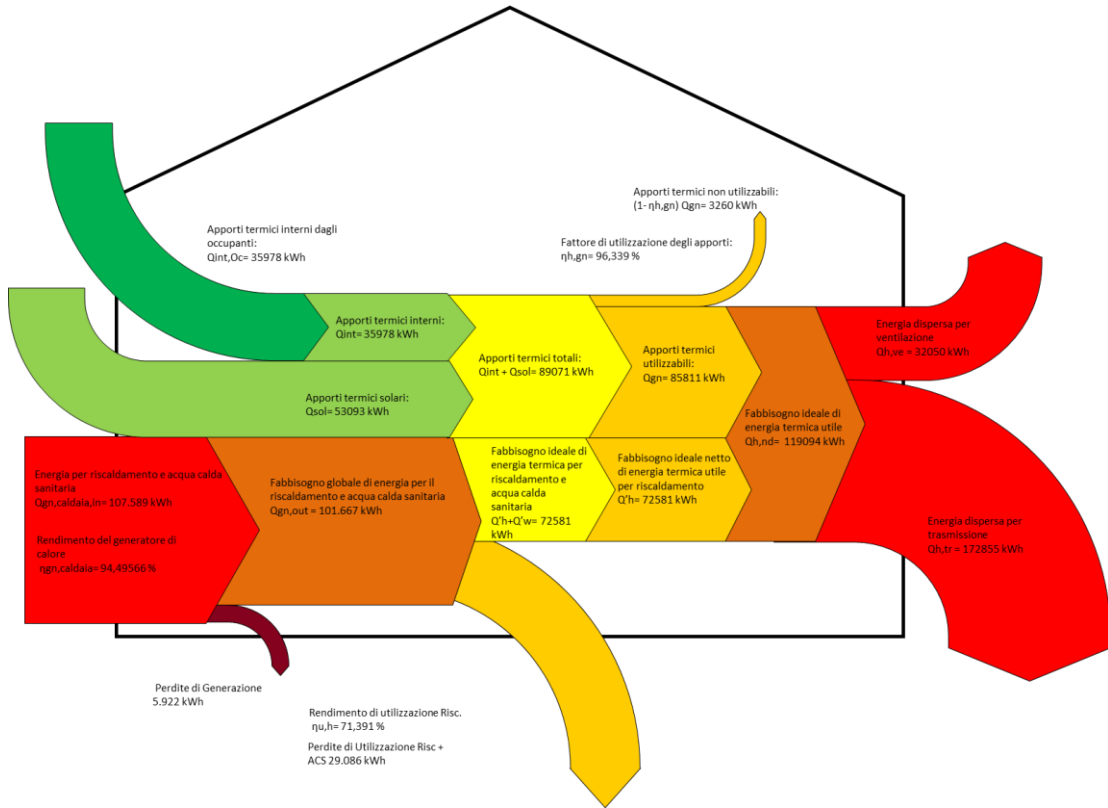 Apporti termici non utilizzabili:
(1- ηh,gn) Qgn= 3260 kWh
Apporti termici interni dagli
occupanti:
Qint,Oc= 35978 kWh
Fattore di utilizzazione degli apporti:
ηh,gn= 96,339 %
Apporti termici interni:
Qint= 35978 kWh
Energia dispersa per
ventilazione
Qh,ve = 32050 kWh
Apporti termici totali:
Qint + Qsol= 89071 kWh
Apporti termici
utilizzabili:
Qgn= 85811 kWh
Apporti termici solari:
Qsol= 53093 kWh
Fabbisogno ideale di
energia termica utile
Qh,nd= 119094 kWh
Energia per riscaldamento e acqua calda
sanitaria
Qgn,caldaia,in= 107.589 kWh
Rendimento del generatore di
calore
ηgn,caldaia= 94,49566 %
Fabbisogno globale di energia per il
riscaldamento e acqua calda sanitaria
Qgn,out = 101.667 kWh
Fabbisogno ideale di
energia termica per
riscaldamento e
acqua calda
sanitaria
Q'h+Q'w= 72581
kWh
Fabbisogno ideale netto
di energia termica utile
per riscaldamento
Q'h= 72581 kWh
Energia dispersa per
trasmissione
Qh,tr = 172855 kWh
Perdite di Generazione
5.922 kWh
Rendimento di utilizzazione Risc.
ηu,h= 71,391 %
Perdite di Utilizzazione Risc +
ACS 29.086 kWh